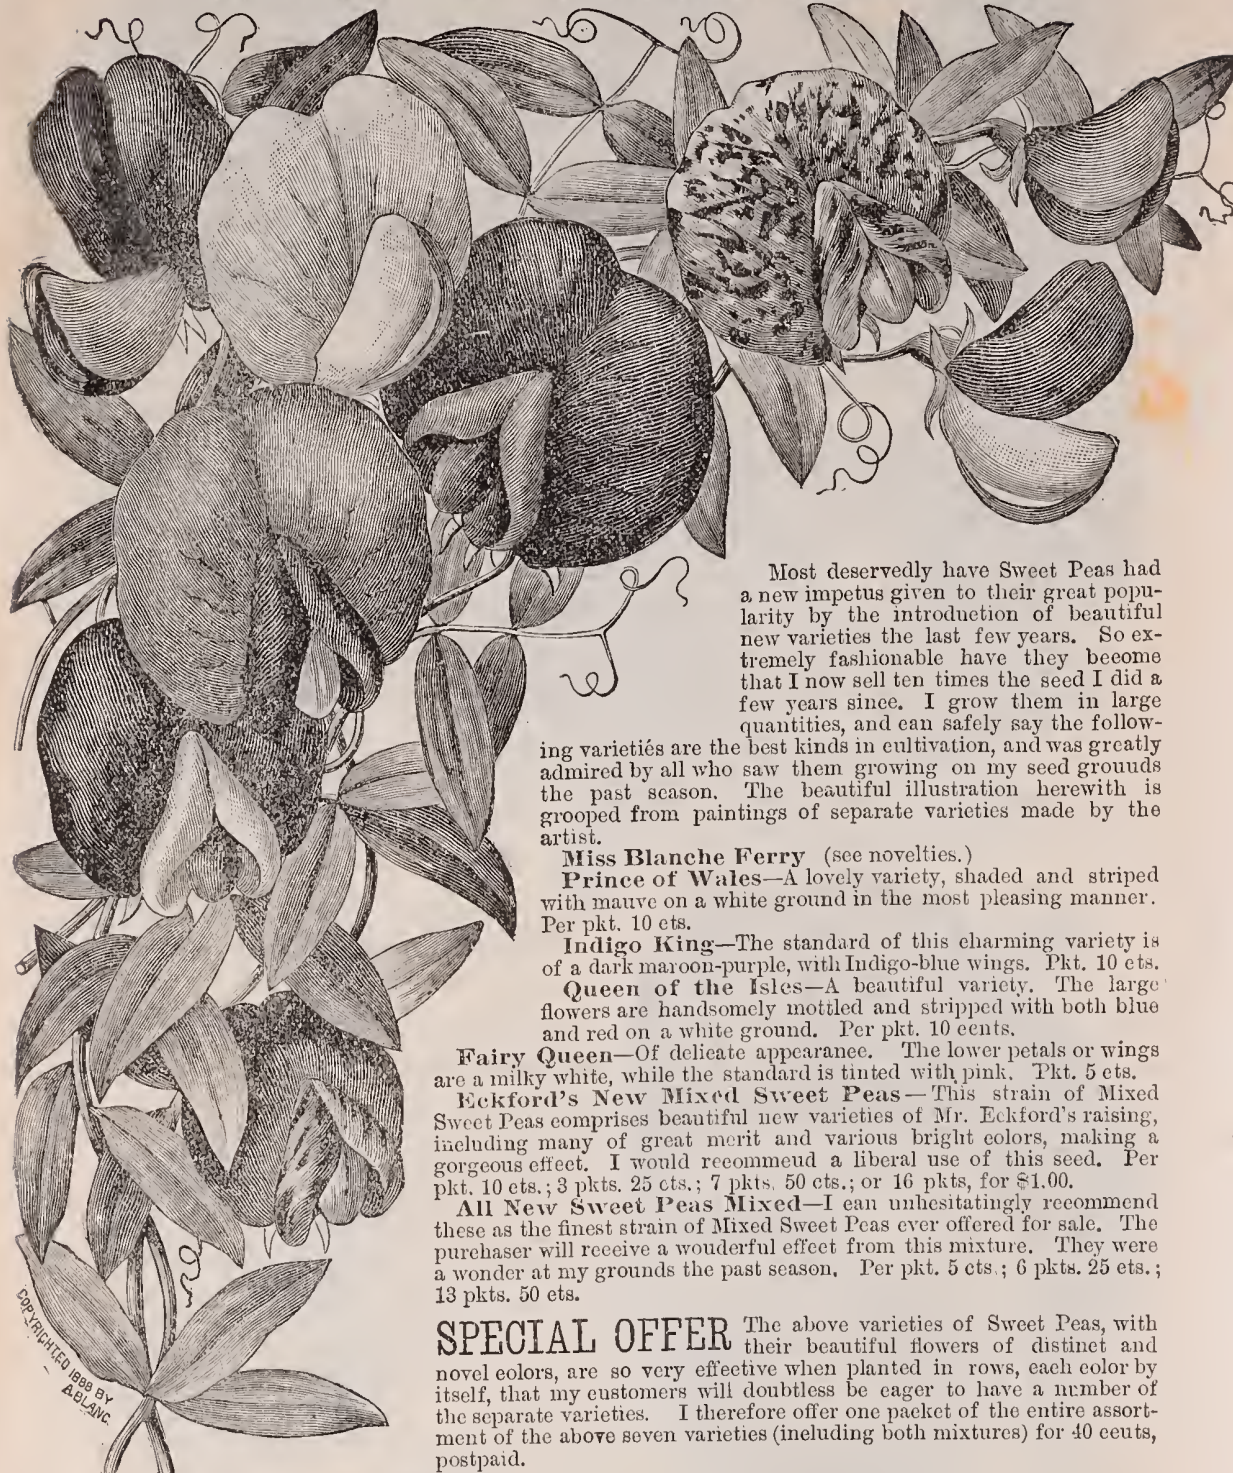 Most deservedly have Sweet Peas had
a new impetus given to their great popu-
larity by the introduction of beautiful
new varieties the last few years. So ex-
tremely fashionable have they become
that I now sell ten times the seed I did a
few years since. I grow them in large
quantities, and can safely say the follow-
ing varieties are the best kinds in cultivation, and was greatly
admired by all who saw them growing on my seed grounds
the past season. The beautiful illustration herewith is
grooped from paintings of separate varieties made by the
artist.
Miss Blanche Ferry (see novelties.)
Prince of Wales—A lovely variety, shaded and striped
with mauve on a white ground in the most pleasing manner.
Per pkt. 10 cts.
Indigo King—The standard of this charming variety is
of a dark maroon-purple, with Indigo-blue wings. Pkt. 10 cts.
Queen of the Isles—A beautiful variety. The large
flowers are handsomely mottled and stripped with both blue
and red on a white ground. Per pkt. 10 cents.
Fairy Queen—Of delicate appearance. The lower petals or wings
are a milky white, while the standard is tinted with pink. Pkt. 5 cts.
Eckford's New Mixed Sweet Peas—This strain of Mixed
Sweet Peas comprises beautiful new varieties of Mr. Eckford's raising,
including many of great merit and various bright colors, making a
gorgeous effect. I would recommend a liberal use of this seed. Per
pkt. 10 cts.; 3 pkts. 25 cts.; 7 pkts. 50 cts.; or 16 pkts, for $1.00.
All New Sweet Peas Mixed—I can unhesitatingly recommend
these as the finest strain of Mixed Sweet Peas ever offered for sale. The
purchaser will receive a wonderful effect from this mixture. They were
a wonder at my grounds the past season. Per pkt. 5 cts.; 6 pkts. 25 cts.;
13 pkts. 50 cts.
SPECIAL OFFER The above varieties of Sweet Peas, with
their beautiful flowers of distinct and
novel colors, are so very effective when planted in rows, each color by
itself, that my customers will doubtless be eager to have a number of
the separate varieties. I therefore offer one packet of the entire assort-
ment of the above seven varieties (including both mixtures) for 40 cents,
postpaid.
COPYRIGHTED 1888 BY
A.BLANC.